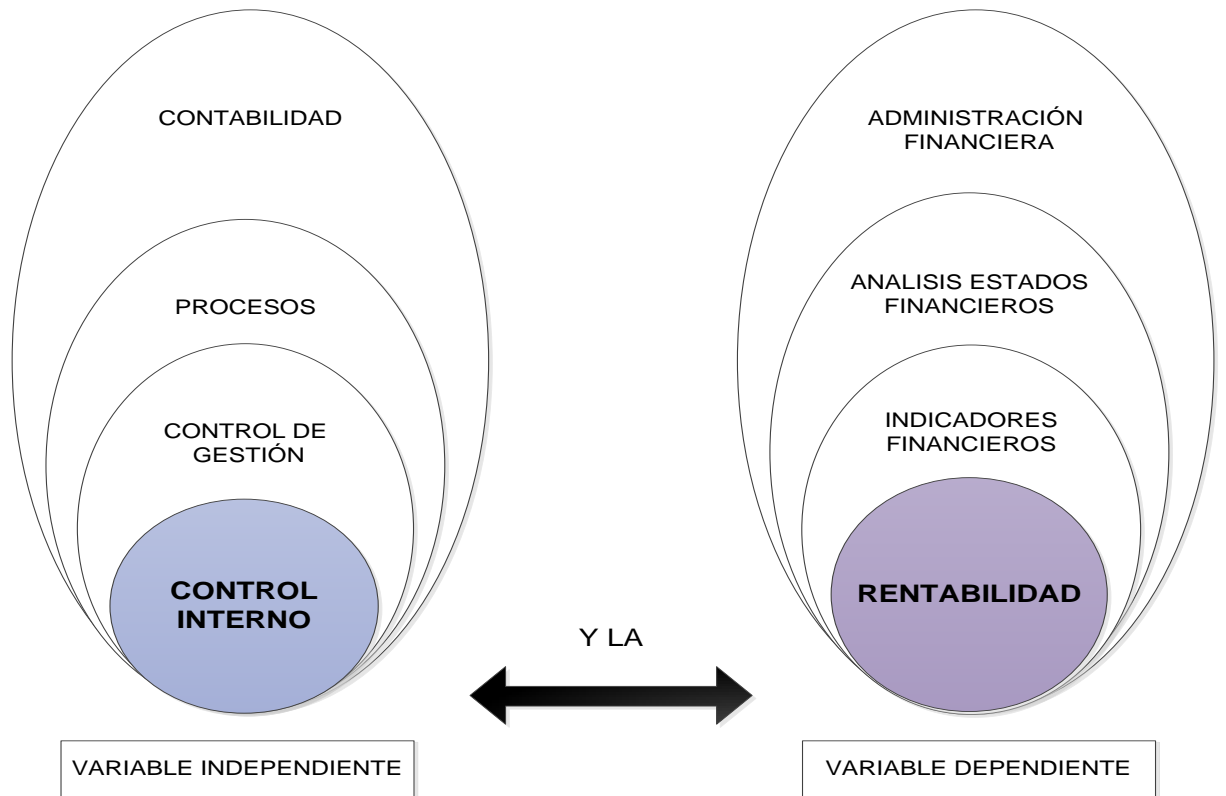 CONTABILIDAD
PROCESOS
CONTROL DE
GESTIÓN
CONTROL
INTERNO
VARIABLE INDEPENDIENTE
Y LA
ADMINISTRACIÓN
FINANCIERA
ANALISIS ESTADOS
FINANCIEROS
INDICADORES
FINANCIEROS
RENTABILIDAD
VARIABLE DEPENDIENTE